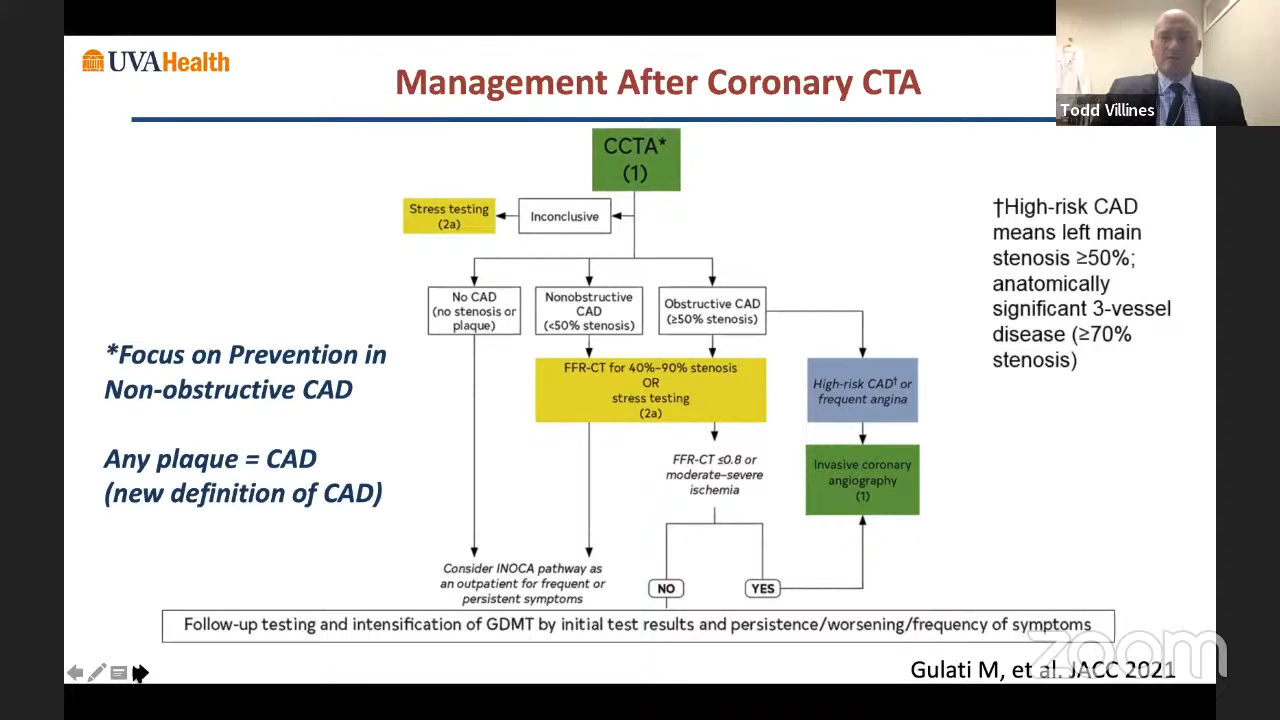 UVAHealth
Management After Coronary CTA
Todd Villines
CCTA*
(1)
Stress testing
(2a)
Inconclusive
No CAD
(no stenosis or
plaque)
Nonobstructive
CAD
(<50% stenosis)
Obstructive CAD
(≥50% stenosis)
†High-risk CAD
means left main
stenosis ≥50%;
anatomically
significant 3-vessel
disease (≥70%
stenosis)
*Focus on Prevention in
Non-obstructive CAD
Any plaque = CAD
(new definition of CAD)
FFR-CT for 40%–90% stenosis
OR
stress testing
(2a)
High-risk CAD† or
frequent angina
FFR-CT ≤0.8 or
moderate–severe
ischemia
Invasive coronary
angiography
(1)
Consider INOCA pathway as
an outpatient for frequent or
persistent symptoms
NO
YES
Follow-up testing and intensification of GDMT by initial test results and persistence/worsening/frequency of symptoms
Gulati M, et al. JACC 2021
zoom